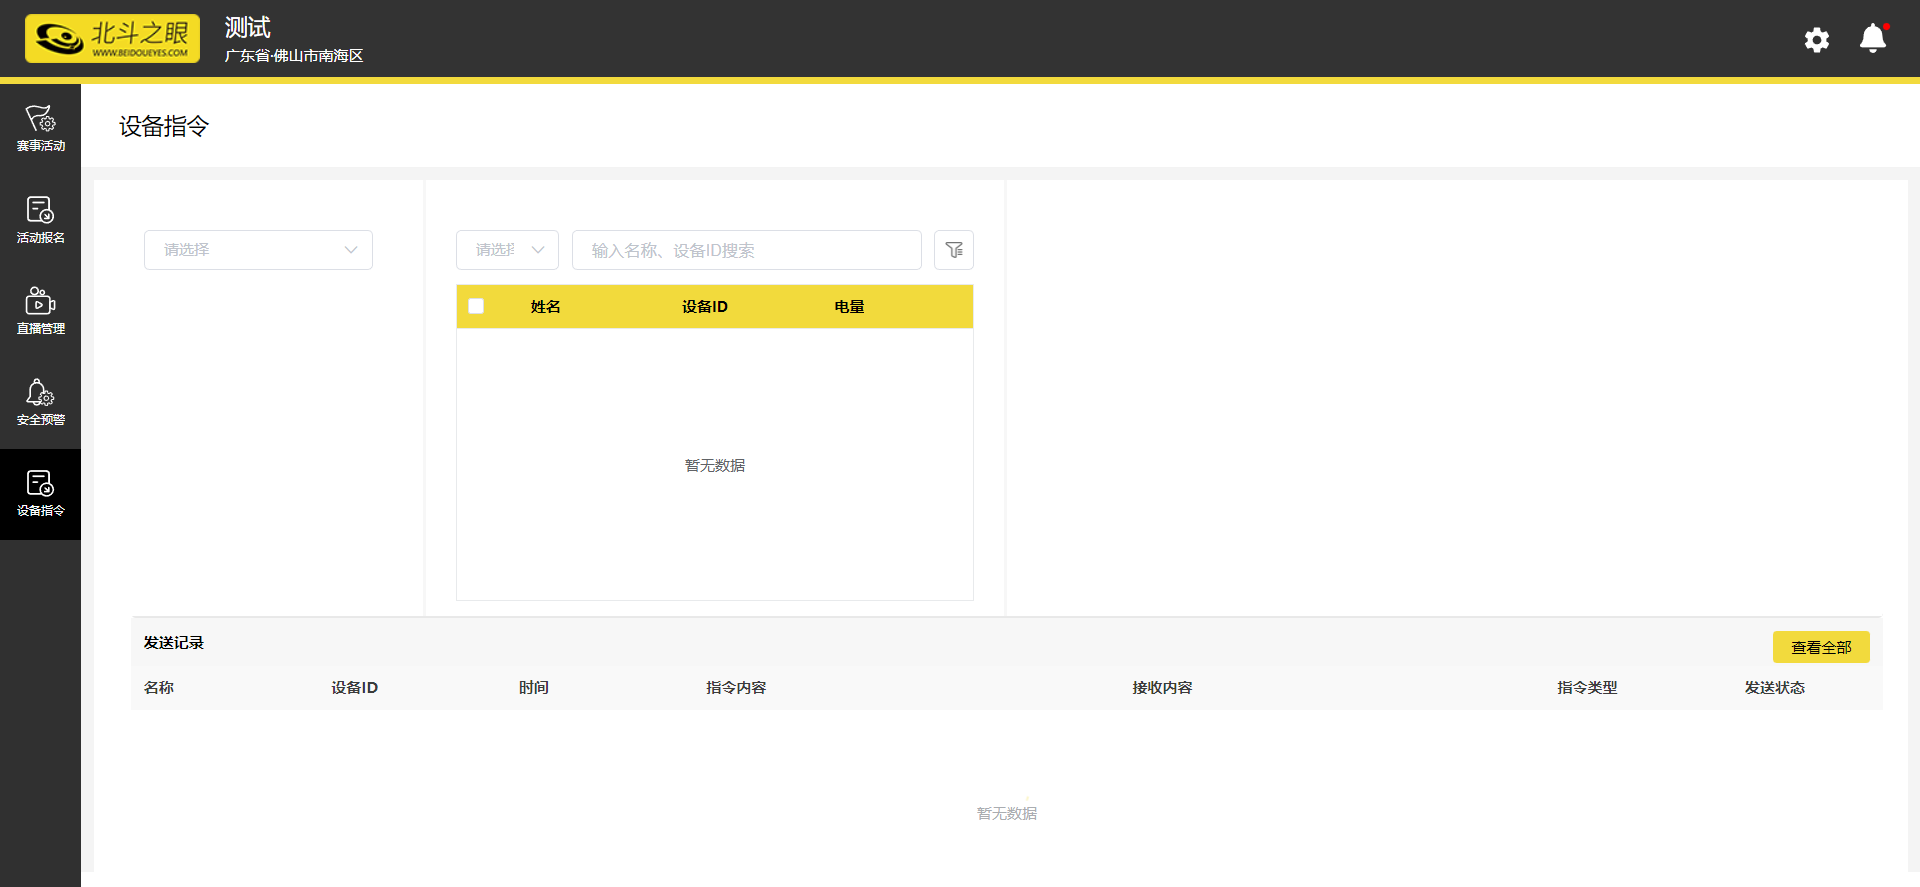 北斗之眼
WWW.BEIDOUEYES.COM
测试
广东省·佛山市南海区
赛事活动
活动报名
直播管理
安全预警
设备指令
设备指令
请选择
请选择
输入名称、设备ID搜索
姓名 设备ID 电量
暂无数据
发送记录
查看全部
名称 设备ID 时间 指令内容 接收内容 指令类型 发送状态
暂无数据